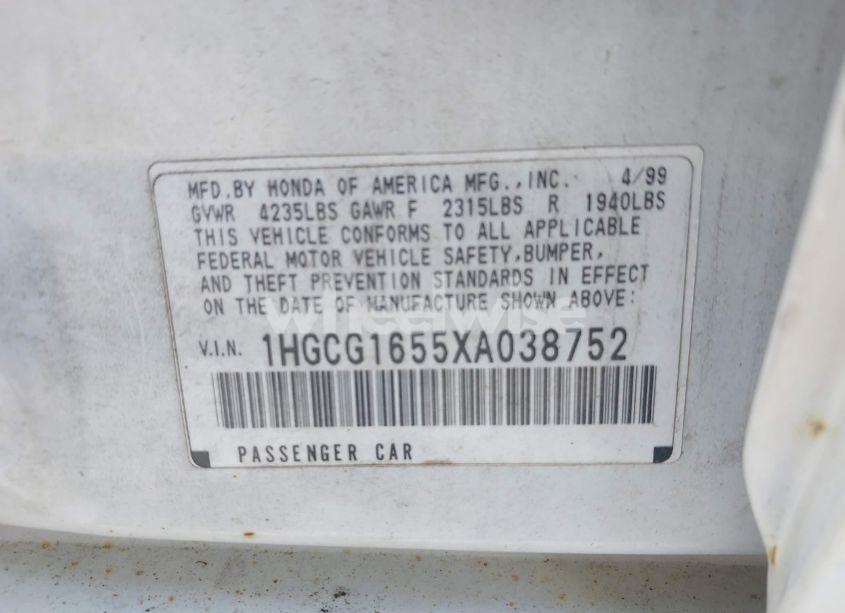 MFD.BY HONDA OF AMERICA MFG.,INC. 4/99
GVWR 4235LBS GAWR F 2315LBS R 1940LBS
THIS VEHICLE CONFORMS TO ALL APPLICABLE
FEDERAL MOTOR VEHICLE SAFETY,BUMPER,
AND THEFT PREVENTION STANDARDS IN EFFECT
ON THE DATE OF MANUFACTURE SHOWN ABOVE:
wheelwise
V.I.N. 1HGCG1655XA038752
PASSENGER CAR